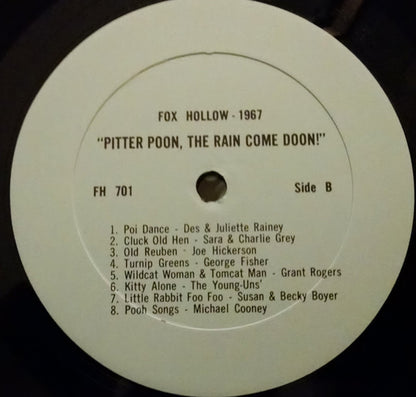 FOX HOLLOW - 1967
"PITTER POON, THE RAIN COME DOON!"
FH 701 Side B
1. Poi Dance - Des & Juliette Rainey
2. Cluck Old Hen - Sara & Charlie Grey
3. Old Reuben - Joe Hickerson
4. Turnip Greens - George Fisher
5. Wildcat Woman & Tomcat Man - Grant Rogers
6. Kitty Alone - The Young-Uns'
7. Little Rabbit Foo Foo - Susan & Becky Boyer
8. Pooh Songs - Michael Cooney